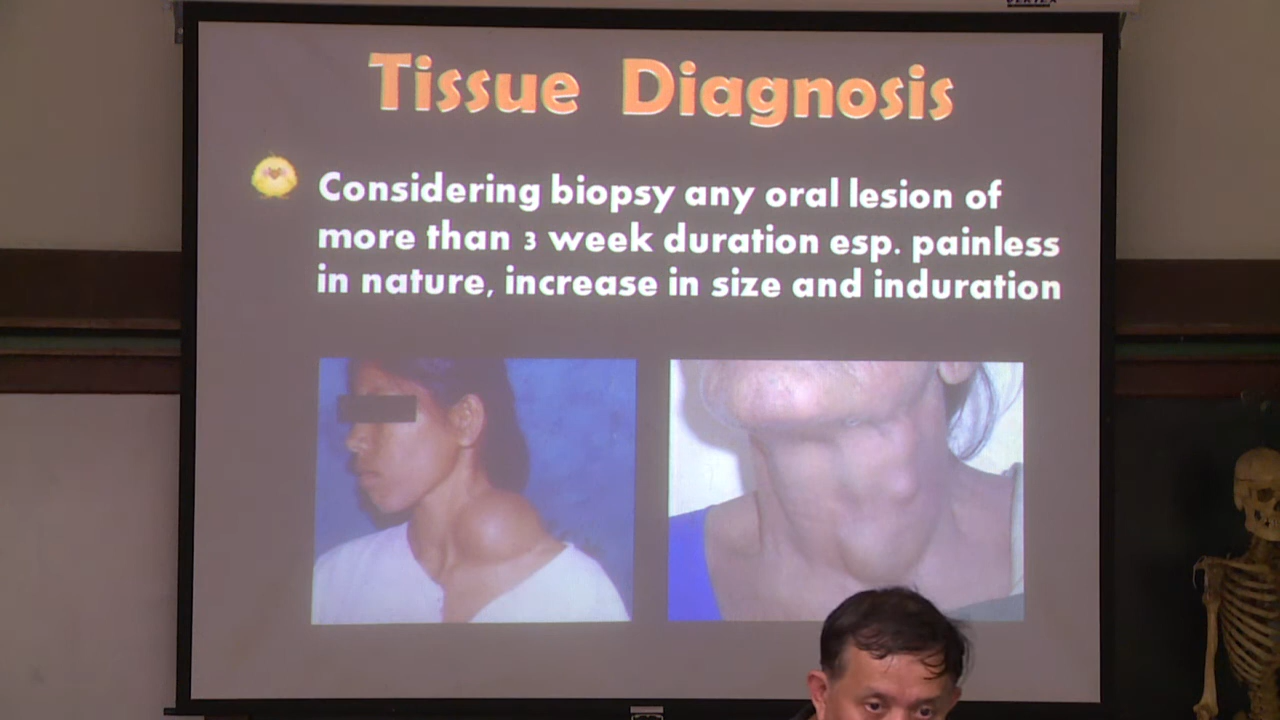 Tissue Diagnosis
Considering biopsy any oral lesion of
more than 3 week duration esp. painless
in nature, increase in size and induration